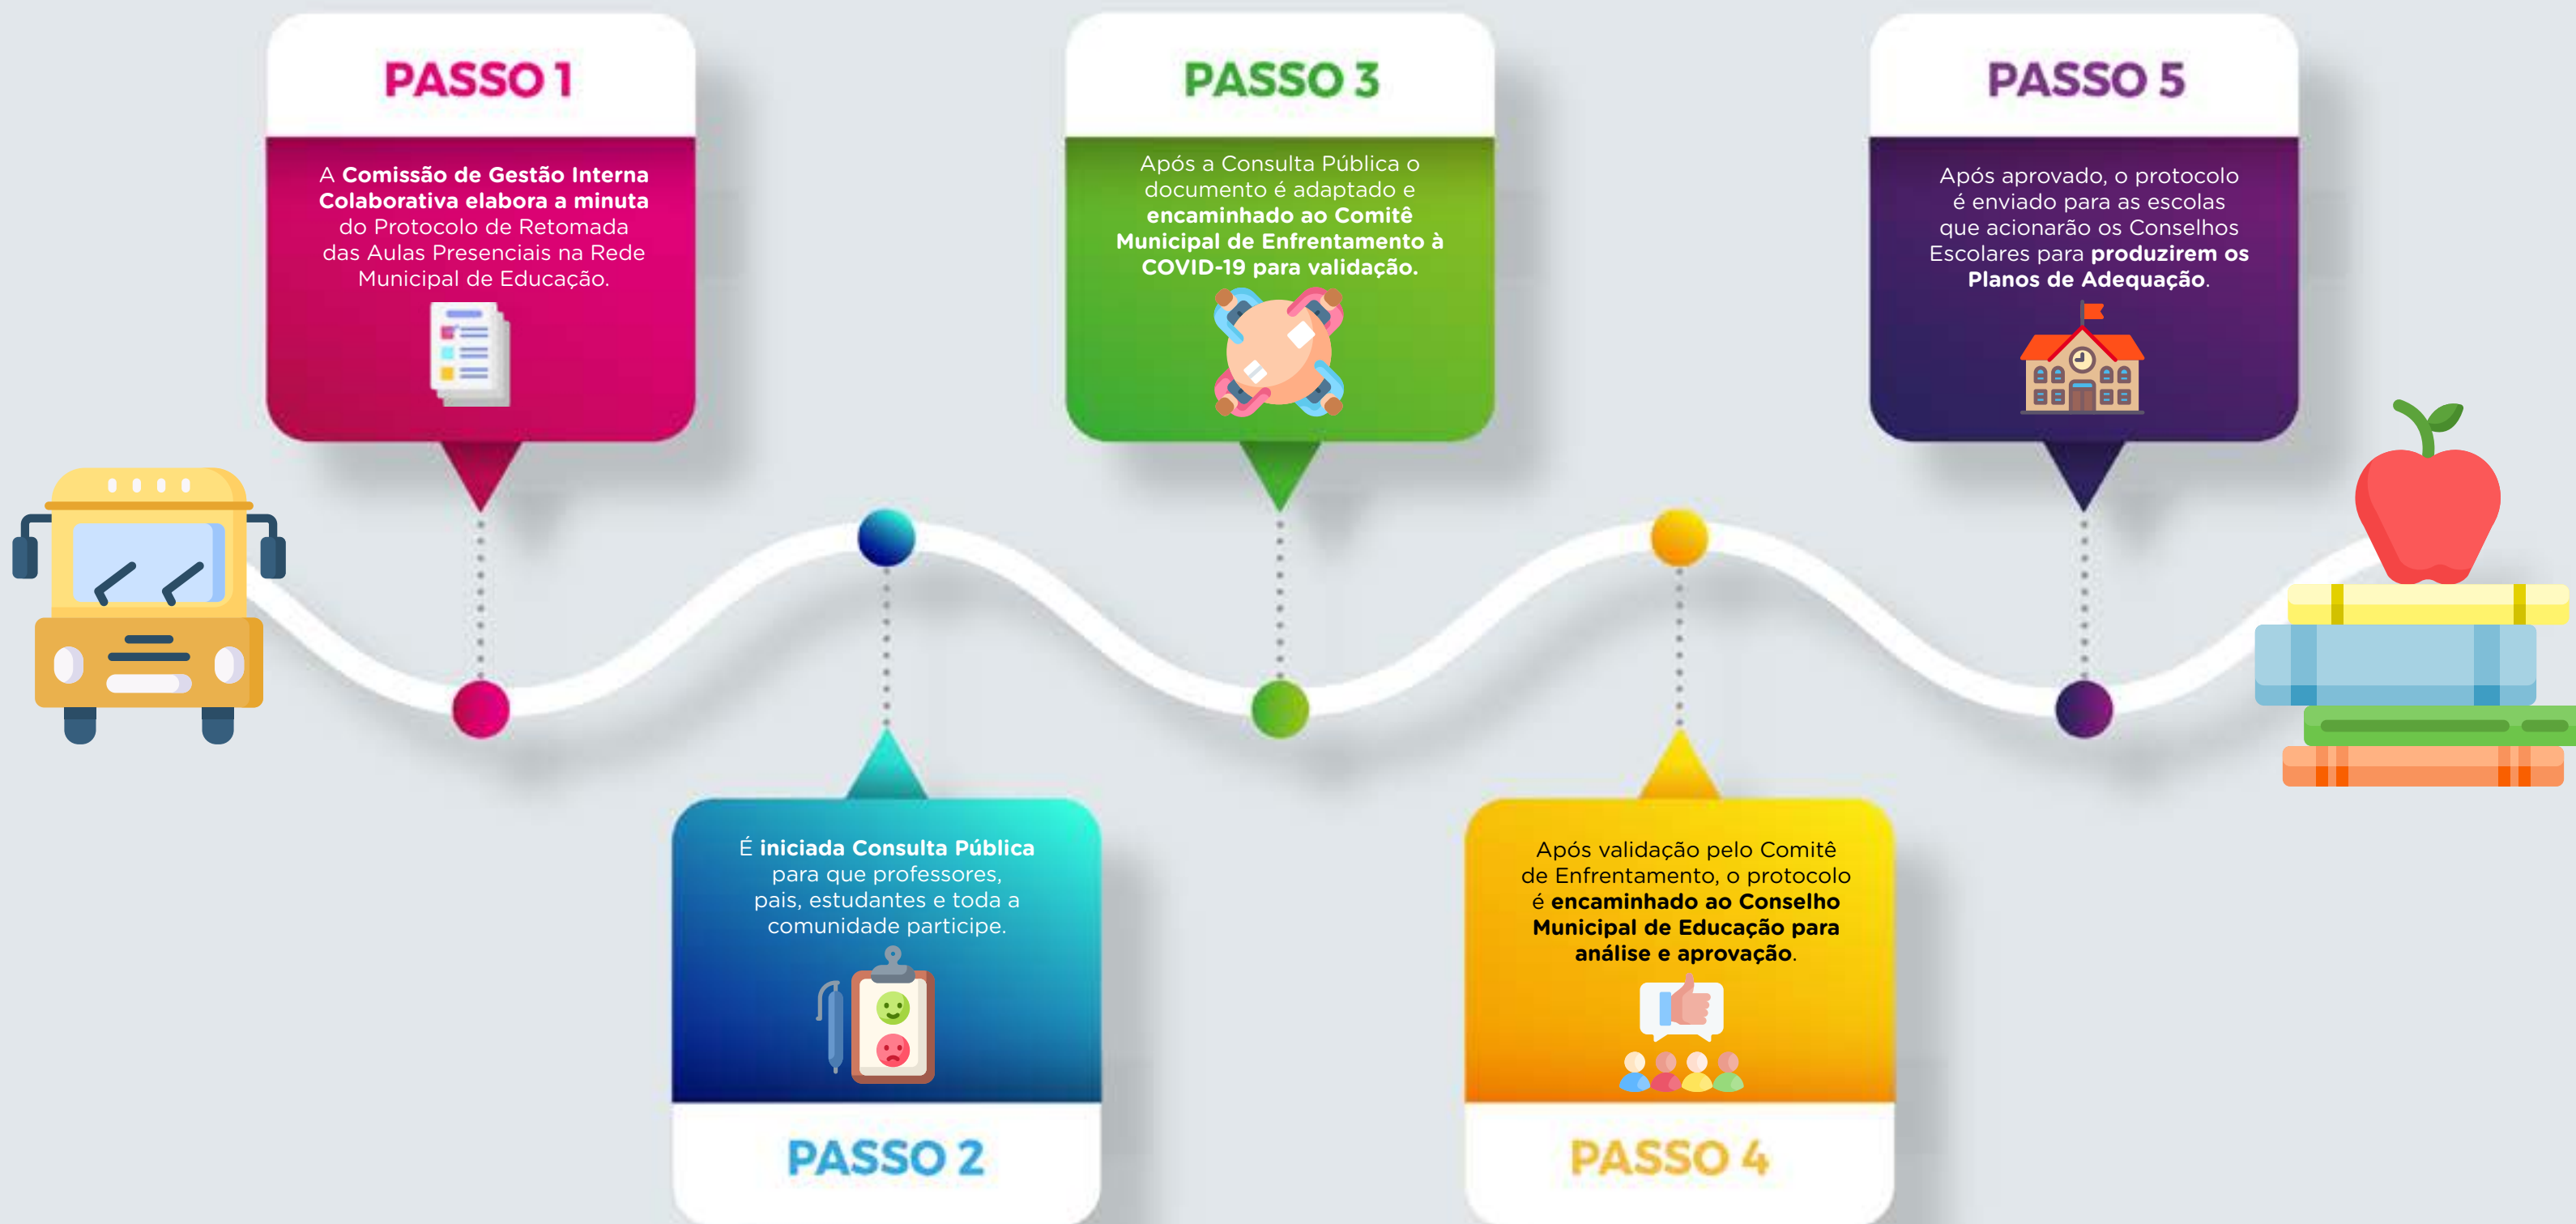 PASSO 1
A Comissão de Gestão Interna
Colaborativa elabora a minuta
do Protocolo de Retomada
das Aulas Presenciais na Rede
Municipal de Educação.
É iniciada Consulta Pública
para que professores,
pais, estudantes e toda a
comunidade participe.
PASSO 2
PASSO 3
Após a Consulta Pública o
documento é adaptado e
encaminhado ao Comitê
Municipal de Enfrentamento à
COVID-19 para validação.
Após validação pelo Comitê
de Enfrentamento, o protocolo
é encaminhado ao Conselho
Municipal de Educação para
análise e aprovação.
PASSO 4
PASSO 5
Após aprovado, o protocolo
é enviado para as escolas
que acionarão os Conselhos
Escolares para produzirem os
Planos de Adequação.